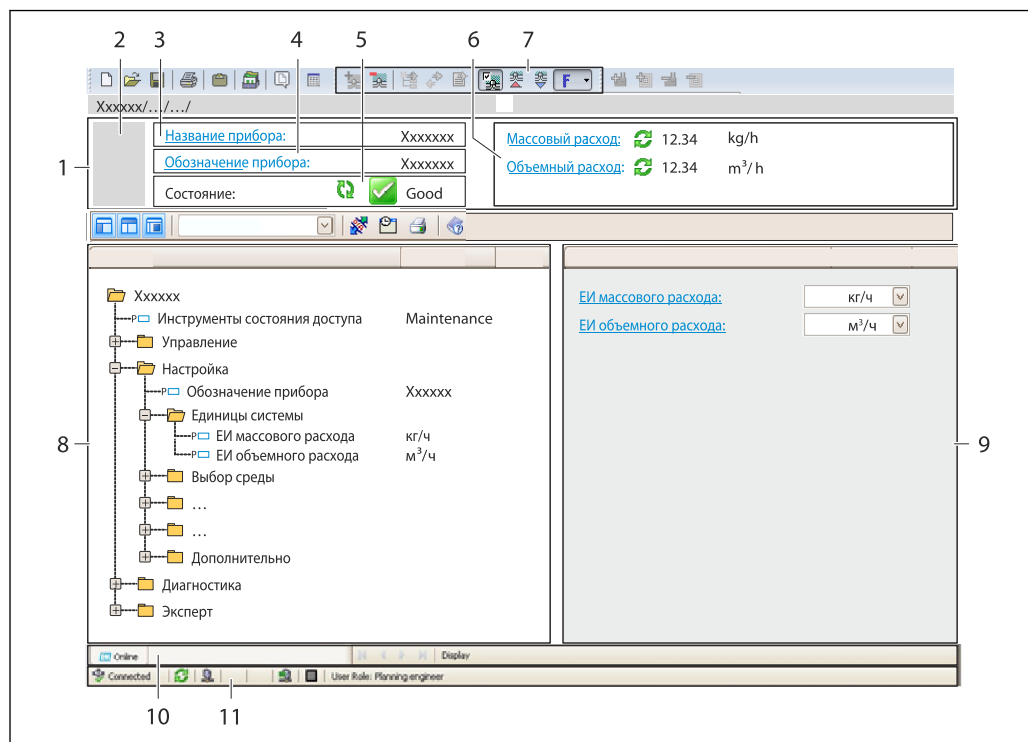 2 3 4 5 6 7
F
Xxxxxx/.../.../
1
Название прибора: Xxxxxxx
Обозначение прибора: Xxxxxxx
Состояние: Good
Массовый расход: 12.34 kg/h
Объемный расход: 12.34 m³/h
8
Xxxxxx
P Инструменты состояния доступа Maintenance
Управление
Настройка
P Обозначение прибора Xxxxxx
Единицы системы
P ЕИ массового расхода кг/ч
P ЕИ объемного расхода м³/ч
Выбор среды
...
...
Дополнительно
Диагностика
Эксперт
ЕИ массового расхода: кг/ч
ЕИ объемного расхода: м³/ч
9
Online Display
Connected User Role: Planning engineer
10 11